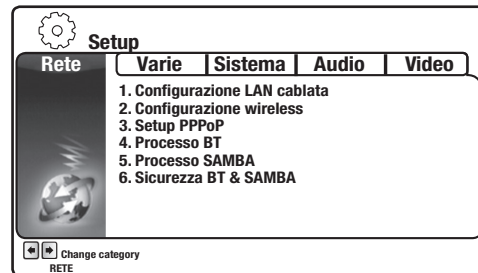 Setup
Rete Varie Sistema Audio Video
1. Configurazione LAN cablata
2. Configurazione wireless
3. Setup PPPoP
4. Processo BT
5. Processo SAMBA
6. Sicurezza BT & SAMBA
Change category
RETE